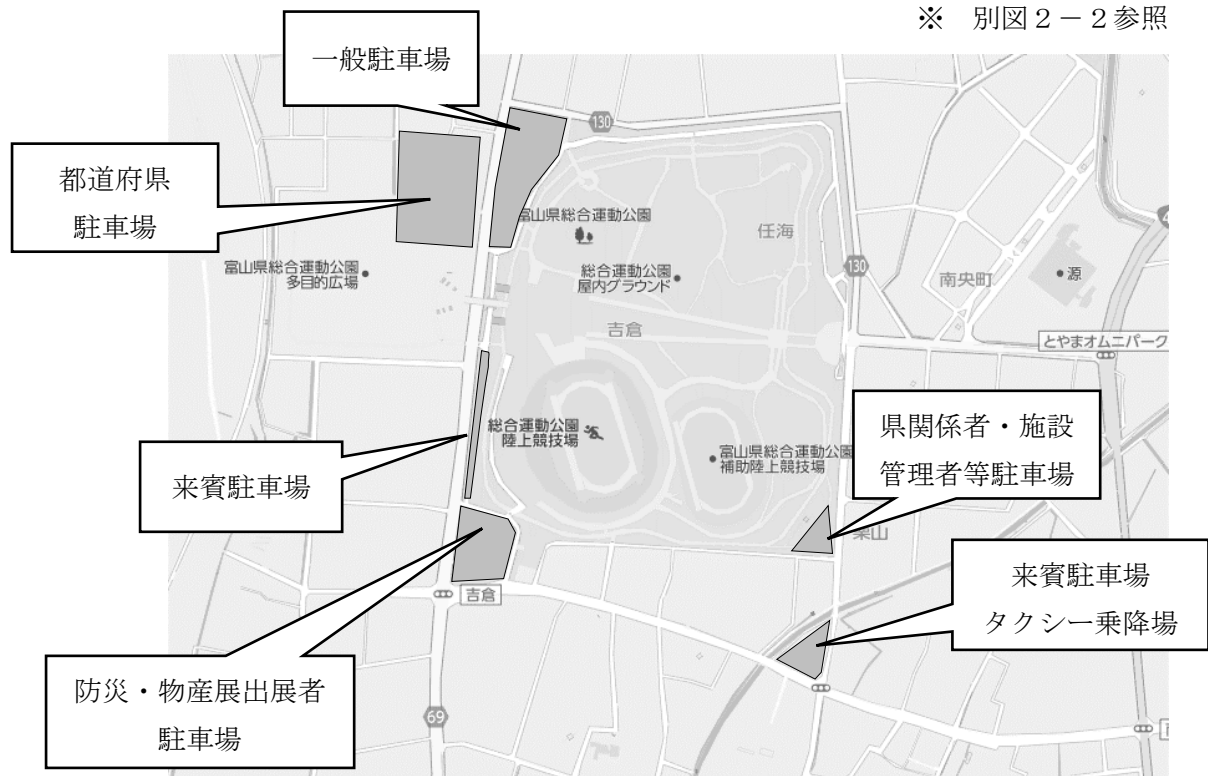 ※ 別図2-2参照
一般駐車場
130
都道府県
駐車場
富山県総合運動公園
任海
富山県総合運動公園
多目的広場
総合運動公園
屋内グラウンド
130
南央町
源
吉倉
とやまオムニパーク
総合運動公園
陸上競技場
富山県総合運動公園
補助陸上競技場
県関係者・施設
管理者等駐車場
来賓駐車場
栗山
吉倉
来賓駐車場
タクシー乗降場
防災・物産展出展者
駐車場
69